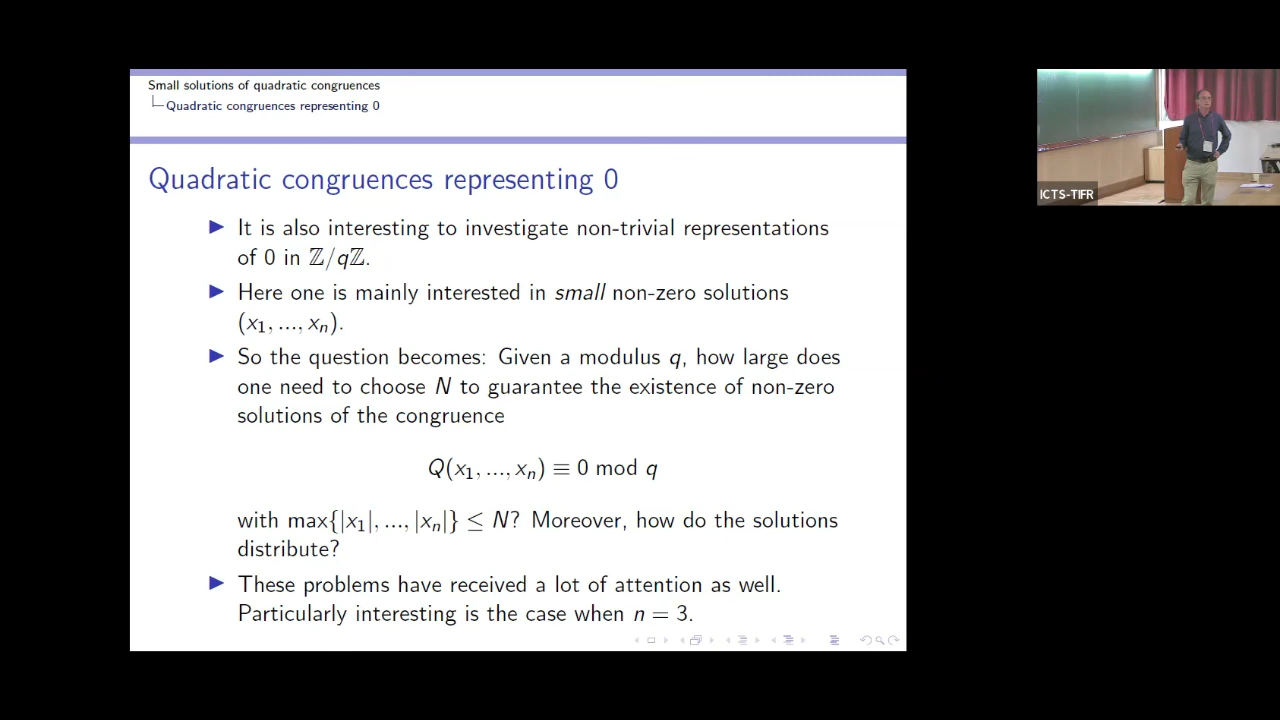 Small solutions of quadratic congruences
Quadratic congruences representing 0
Quadratic congruences representing 0
▶ It is also interesting to investigate non-trivial representations
of 0 in ℤ/qℤ.
▶ Here one is mainly interested in small non-zero solutions
(x₁, ..., xₙ).
▶ So the question becomes: Given a modulus q, how large does
one need to choose N to guarantee the existence of non-zero
solutions of the congruence
Q(x₁, ..., xₙ) ≡ 0 mod q
with max{|x₁|, ..., |xₙ|} ≤ N? Moreover, how do the solutions
distribute?
▶ These problems have received a lot of attention as well.
Particularly interesting is the case when n = 3.
ICTS-TIFR